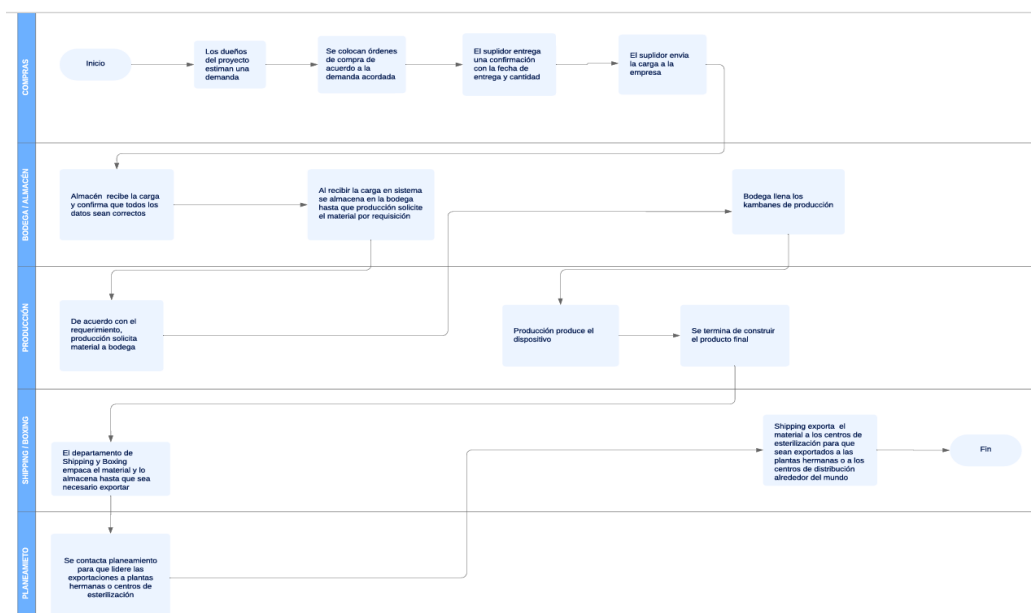 COMPRAS
Inicio
Los dueños
del proyecto
estiman una
demanda
Se colocan órdenes
de compra de
acuerdo a la
demanda acordada
El suplidor entrega
una confirmación
con la fecha de
entrega y cantidad
El suplidor envia
la carga a la
empresa
BODEGA / ALMACÉN
Almacén recibe la carga
y confirma que todos los
datos sean correctos
Al recibir la carga en sistema
se almacena en la bodega
hasta que producción solicite
el material por requisición
Bodega llena los
kambanes de producción
PRODUCCIÓN
De acuerdo con el
requerimiento,
producción solicita
material a bodega
Producción produce el
dispositivo
Se termina de construir
el producto final
SHIPPING / BOXING
El departamento de
Shipping y Boxing
empaca el material y lo
almacena hasta que sea
necesario exportar
Shipping exporta el
material a los centros de
esterilización para que
sean exportados a las
plantas hermanas o a los
centros de distribución
alrededor del mundo
Fin
PLANEAMIETO
Se contacta planeamiento
para que lidere las
exportaciones a plantas
hermanas o centros de
esterilización